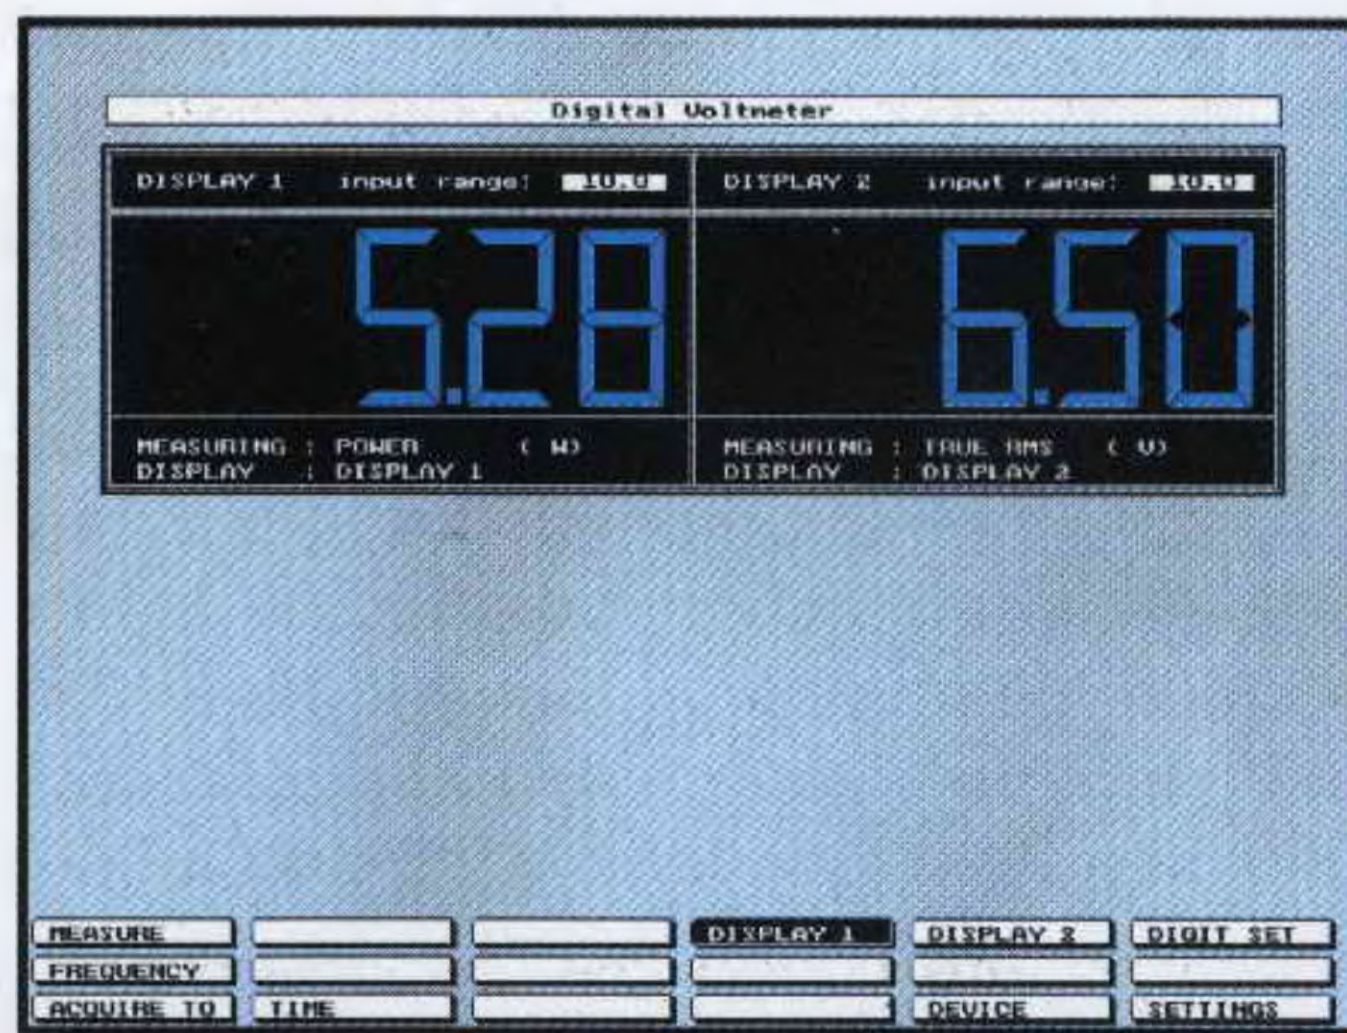 Digital Voltmeter
DISPLAY 1 input range: 10.0
DISPLAY 2 input range: 10.0
5.28
6.50
MEASURING : POWER ( W)
DISPLAY : DISPLAY 1
MEASURING : TRUE RMS ( V)
DISPLAY : DISPLAY 2
MEASURE DISPLAY 1 DISPLAY 2 DIGIT SET
FREQUENCY
ACQUIRE TO TIME DEVICE SETTINGS